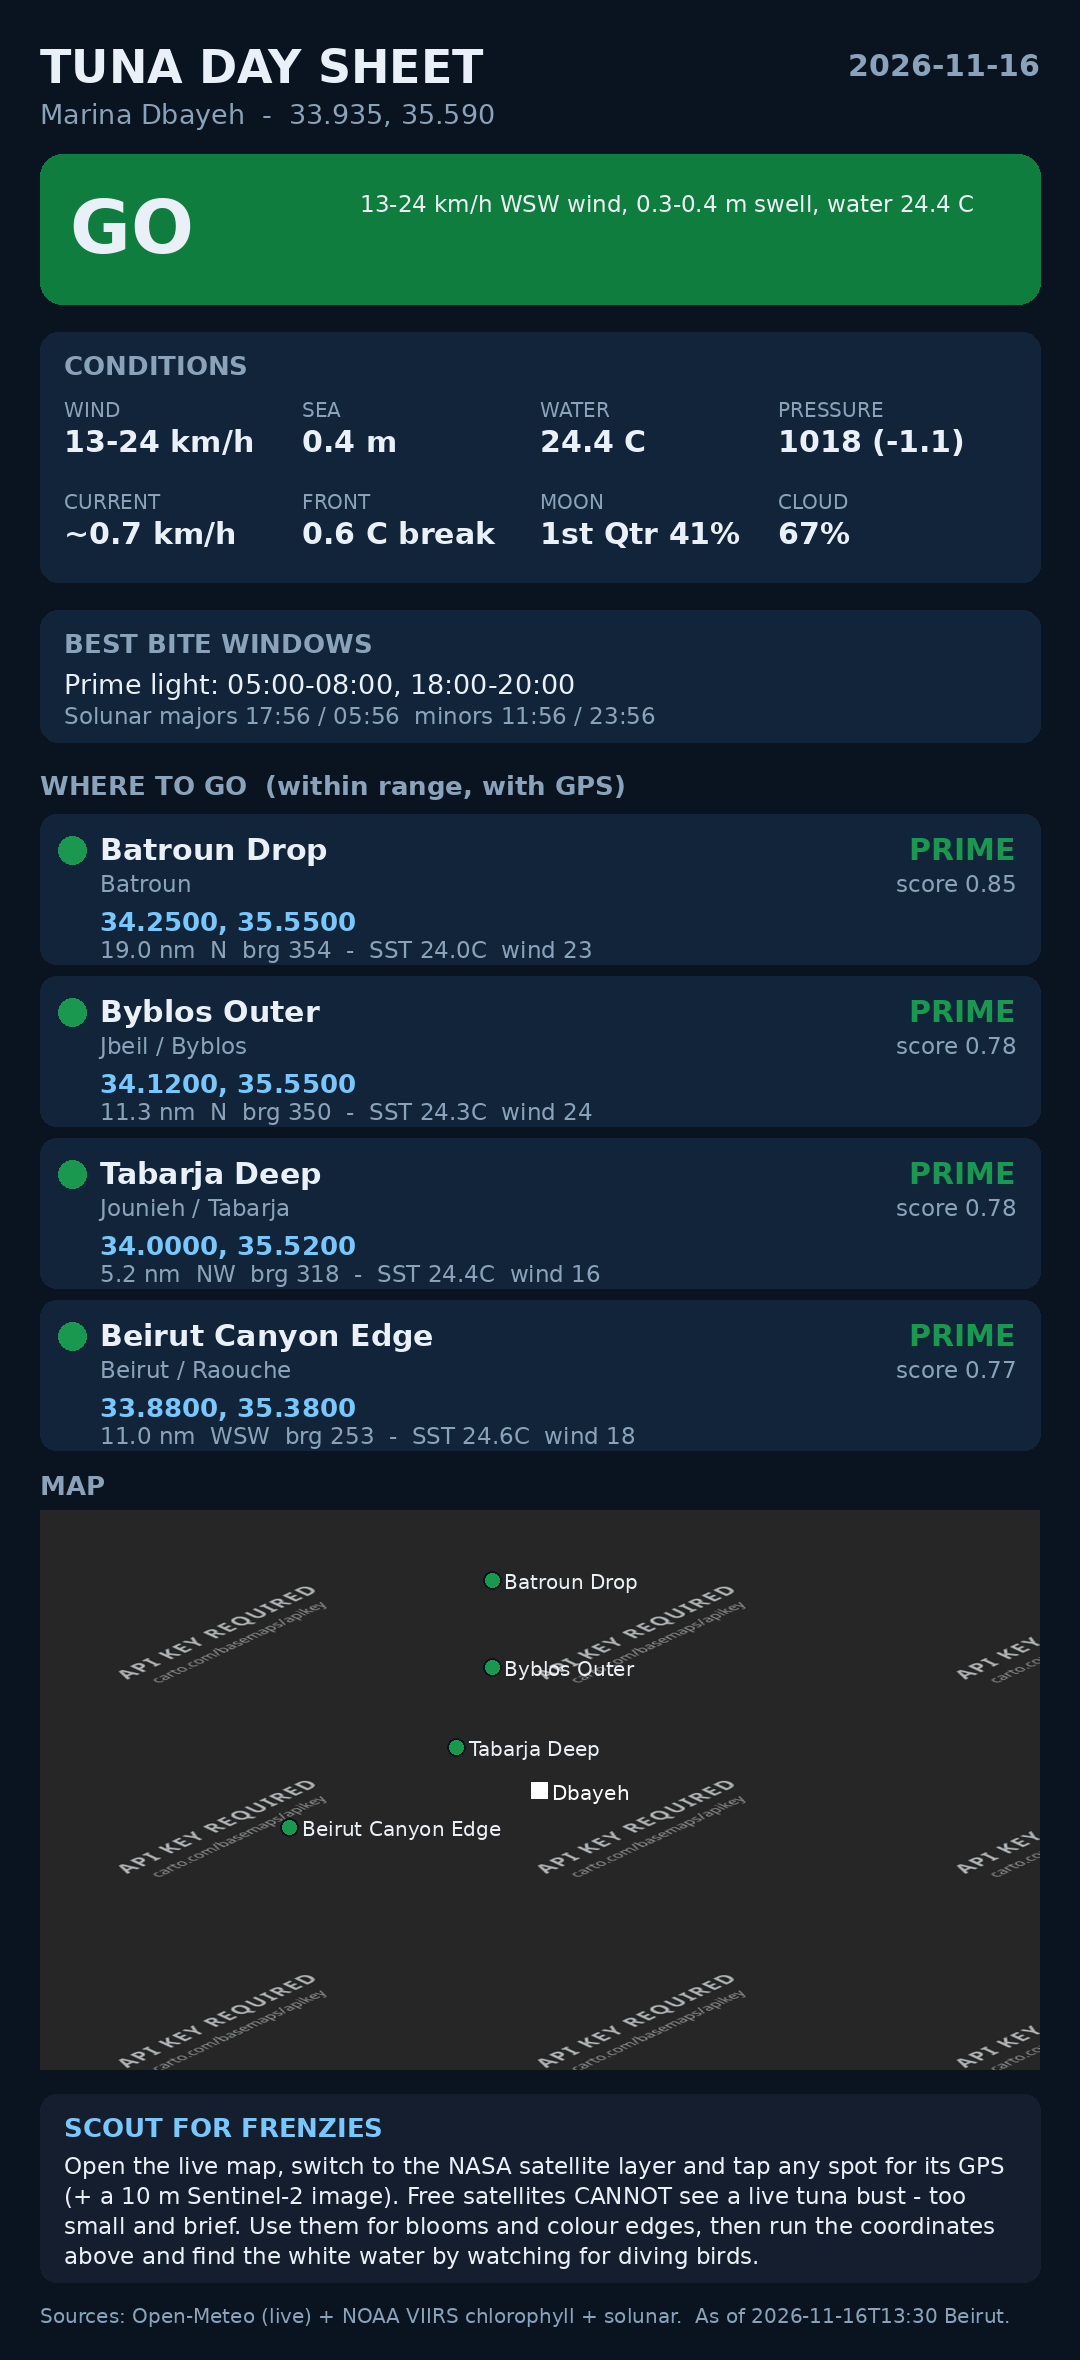 TUNA DAY SHEET
2026-11-16
Marina Dbayeh - 33.935, 35.590
GO
13-24 km/h WSW wind, 0.3-0.4 m swell, water 24.4 C
CONDITIONS
WIND SEA WATER PRESSURE
13-24 km/h 0.4 m 24.4 C 1018 (-1.1)
CURRENT FRONT MOON CLOUD
~0.7 km/h 0.6 C break 1st Qtr 41% 67%
BEST BITE WINDOWS
Prime light: 05:00-08:00, 18:00-20:00
Solunar majors 17:56 / 05:56 minors 11:56 / 23:56
WHERE TO GO (within range, with GPS)
Batroun Drop PRIME
Batroun score 0.85
34.2500, 35.5500
19.0 nm N brg 354 - SST 24.0C wind 23
Byblos Outer PRIME
Jbeil / Byblos score 0.78
34.1200, 35.5500
11.3 nm N brg 350 - SST 24.3C wind 24
Tabarja Deep PRIME
Jounieh / Tabarja score 0.78
34.0000, 35.5200
5.2 nm NW brg 318 - SST 24.4C wind 16
Beirut Canyon Edge PRIME
Beirut / Raouche score 0.77
33.8800, 35.3800
11.0 nm WSW brg 253 - SST 24.6C wind 18
MAP
Batroun Drop
API KEY REQUIRED
carto.com/basemaps/apikey
API KEY REQUIRED
carto.com/basemaps/apikey
API KEY
Byblos Outer
Tabarja Deep
Dbayeh
Beirut Canyon Edge
API KEY REQUIRED
carto.com/basemaps/apikey
API KEY REQUIRED
carto.com/basemaps/apikey
API KEY
API KEY REQUIRED
carto.com/basemaps/apikey
API KEY REQUIRED
carto.com/basemaps/apikey
API KEY
SCOUT FOR FRENZIES
Open the live map, switch to the NASA satellite layer and tap any spot for its GPS
(+ a 10 m Sentinel-2 image). Free satellites CANNOT see a live tuna bust - too
small and brief. Use them for blooms and colour edges, then run the coordinates
above and find the white water by watching for diving birds.
Sources: Open-Meteo (live) + NOAA VIIRS chlorophyll + solunar. As of 2026-11-16T13:30 Beirut.